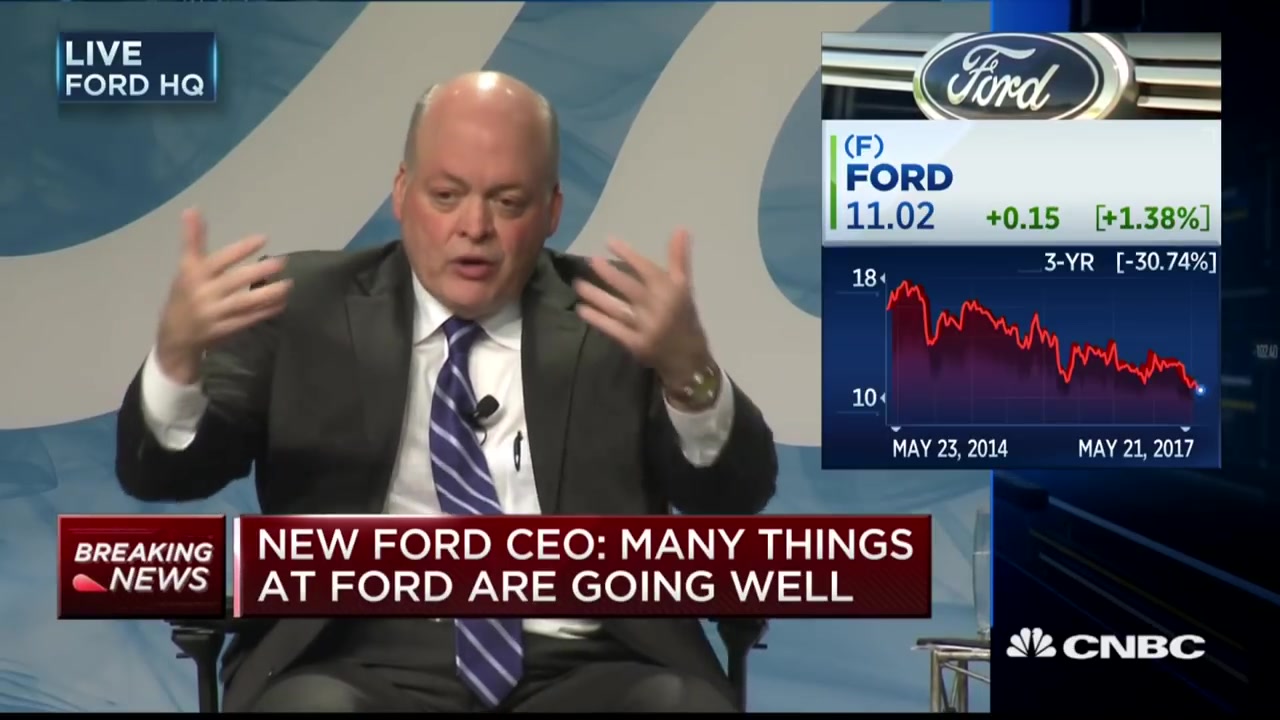 LIVE
FORD HQ
Ford
(F)
FORD
11.02 +0.15 [+1.38%]
3-YR [-30.74%]
18
10
MAY 23, 2014 MAY 21, 2017
BREAKING
NEWS
NEW FORD CEO: MANY THINGS
AT FORD ARE GOING WELL
CNBC